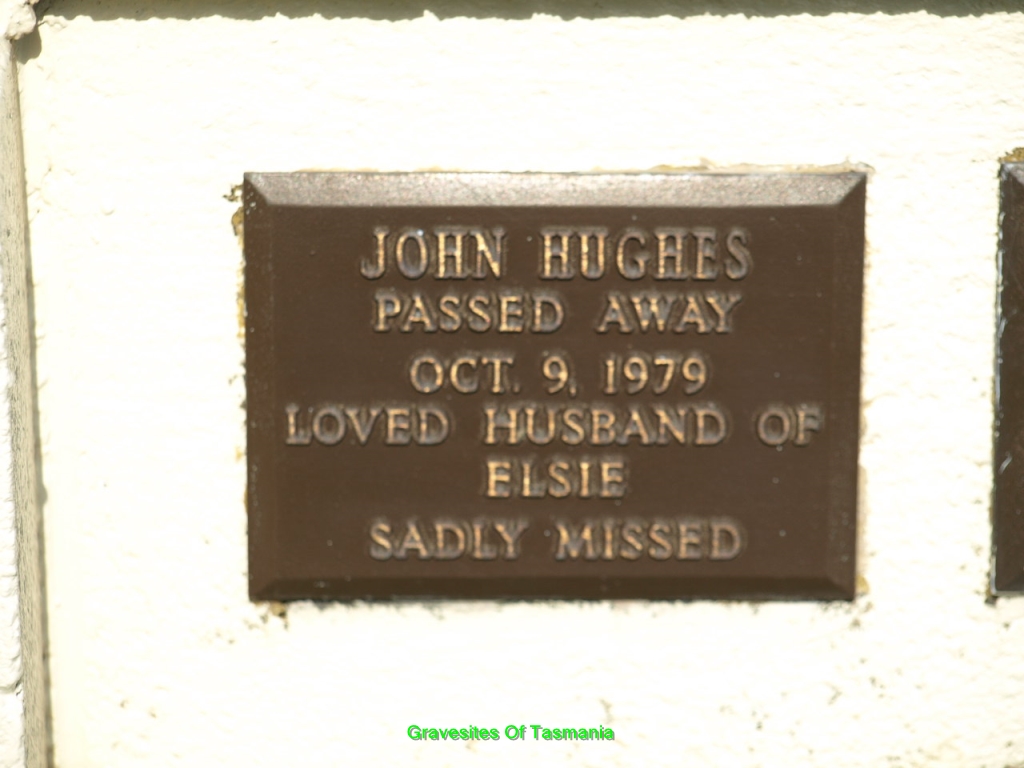 JOHN HUGHES
PASSED AWAY
OCT. 9, 1979
LOVED HUSBAND OF
ELSIE
SADLY MISSED
Gravesites Of Tasmania